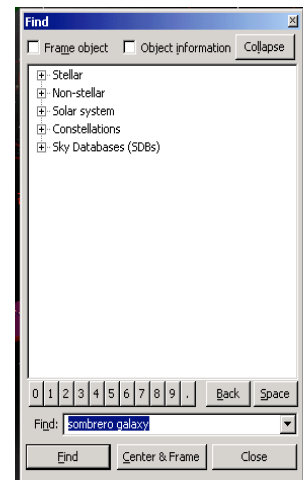 Find
Frame object Object information Collapse
Stellar
Non-stellar
Solar system
Constellations
Sky Databases (SDBs)
0 1 2 3 4 5 6 7 8 9 . Back Space
Find: sombrero galaxy
Find Center & Frame Close